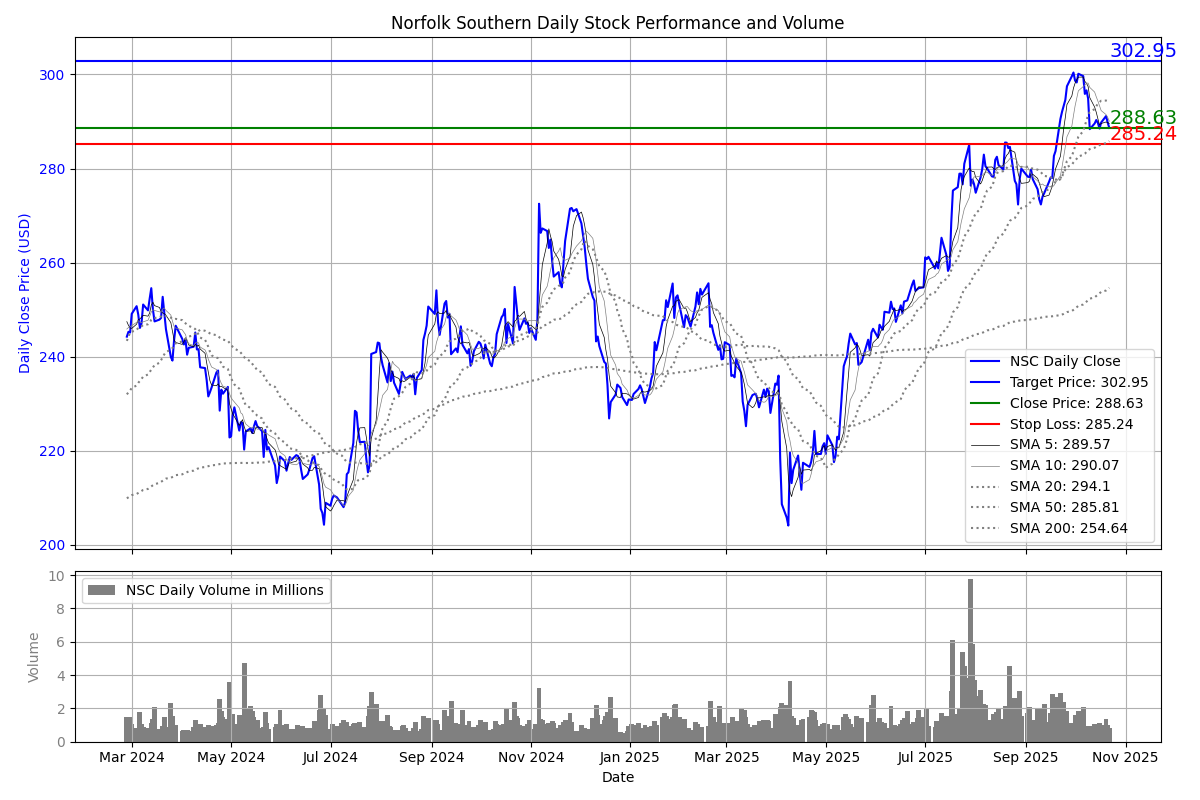 Norfolk Southern Daily Stock Performance and Volume
302.95
300
288.63
285.24
280
260
240
220
200
Daily Close Price (USD)
NSC Daily Close
Target Price: 302.95
Close Price: 288.63
Stop Loss: 285.24
SMA 5: 289.57
SMA 10: 290.07
SMA 20: 294.1
SMA 50: 285.81
SMA 200: 254.64
10
8
6
4
2
0
Volume
NSC Daily Volume in Millions
Mar 2024 May 2024 Jul 2024 Sep 2024 Nov 2024 Jan 2025 Mar 2025 May 2025 Jul 2025 Sep 2025 Nov 2025
Date